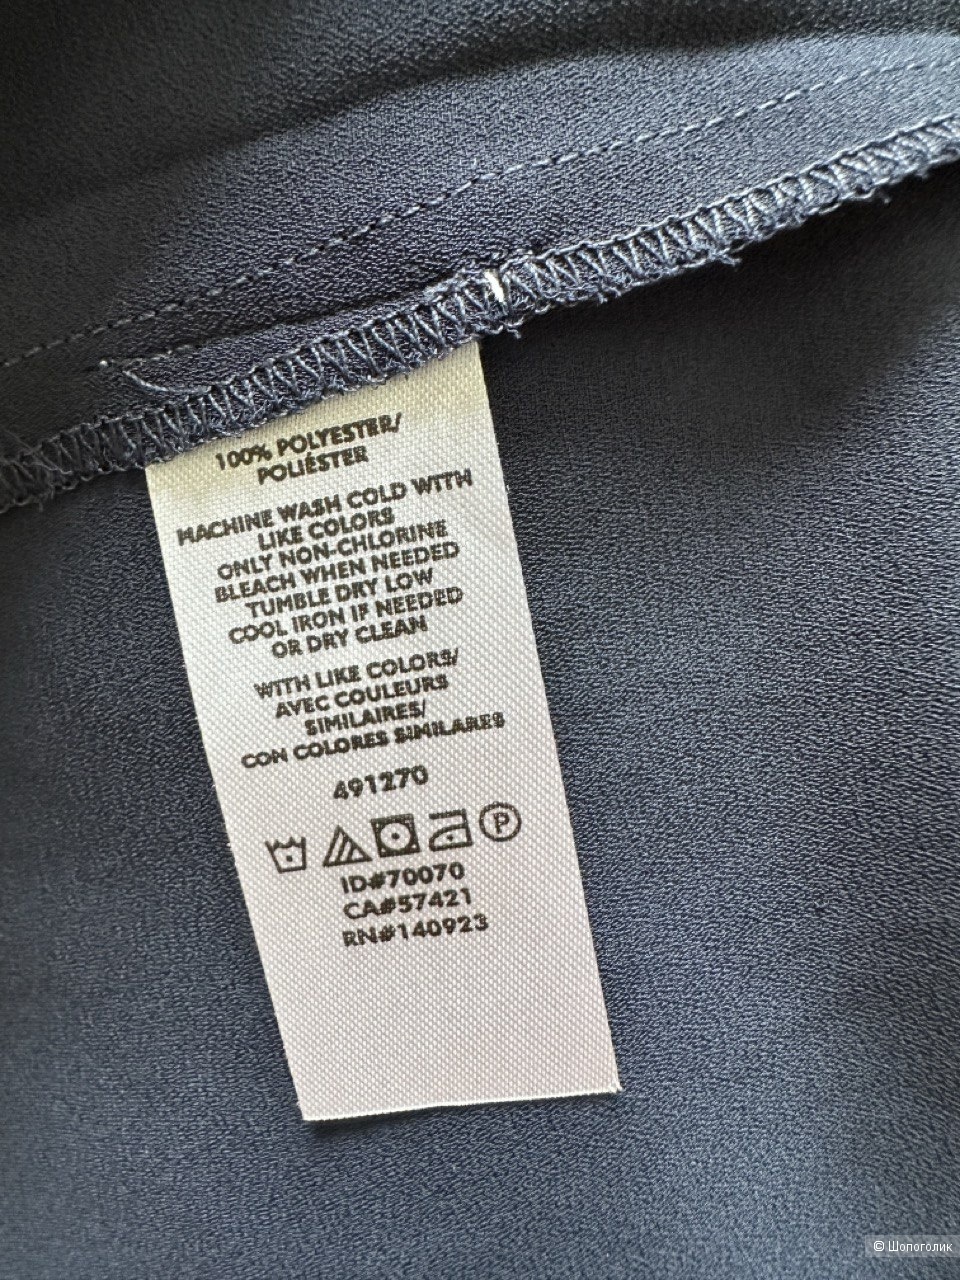 100% POLYESTER/
POLIÉSTER
MACHINE WASH COLD WITH
LIKE COLORS
ONLY NON-CHLORINE
BLEACH WHEN NEEDED
TUMBLE DRY LOW
COOL IRON IF NEEDED
OR DRY CLEAN
WITH LIKE COLORS/
AVEC COULEURS
SIMILAIRES/
CON COLORES SIMILARES
491270
P
ID#70070
CA#57421
RN#140923
© Шопоголик